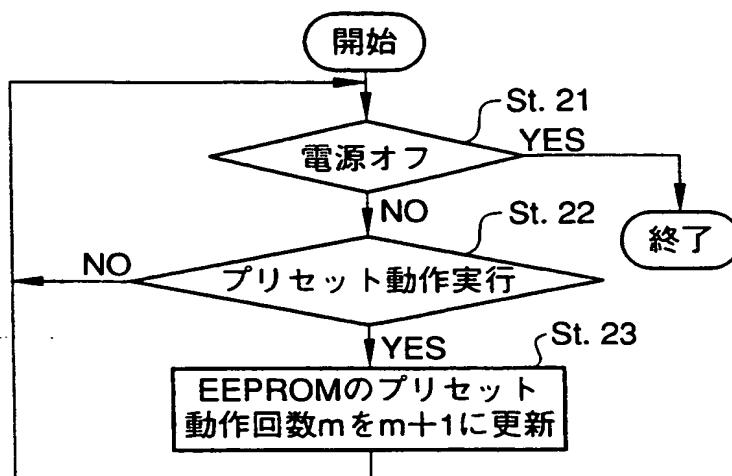 開始
St. 21
電源オフ
YES
NO
St. 22
終了
NO
プリセット動作実行
YES
St. 23
EEPROMのプリセット
動作回数mをm+1に更新